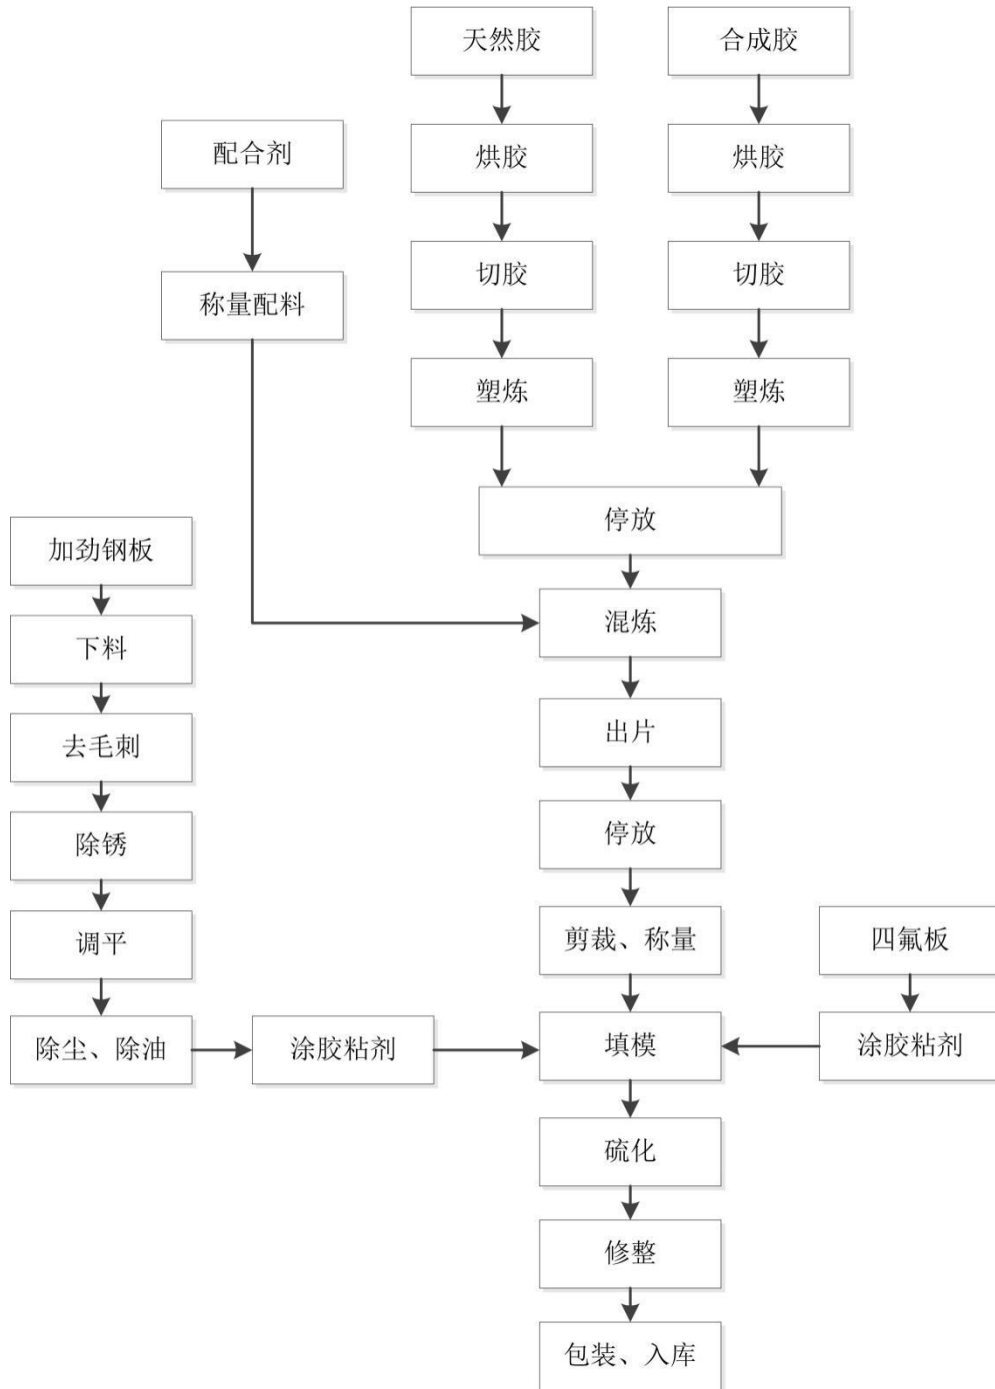 天然胶
合成胶
配合剂
烘胶
烘胶
称量配料
切胶
切胶
塑炼
塑炼
停放
加劲钢板
混炼
下料
出片
去毛刺
停放
除锈
剪裁、称量
四氟板
调平
除尘、除油
涂胶粘剂
填模
涂胶粘剂
硫化
修整
包装、入库